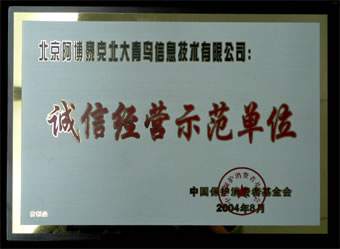 北京阿博泰克北大青鸟信息技术有限公司:
诚信经营示范单位
中国保护消费者基金会
2004年8月